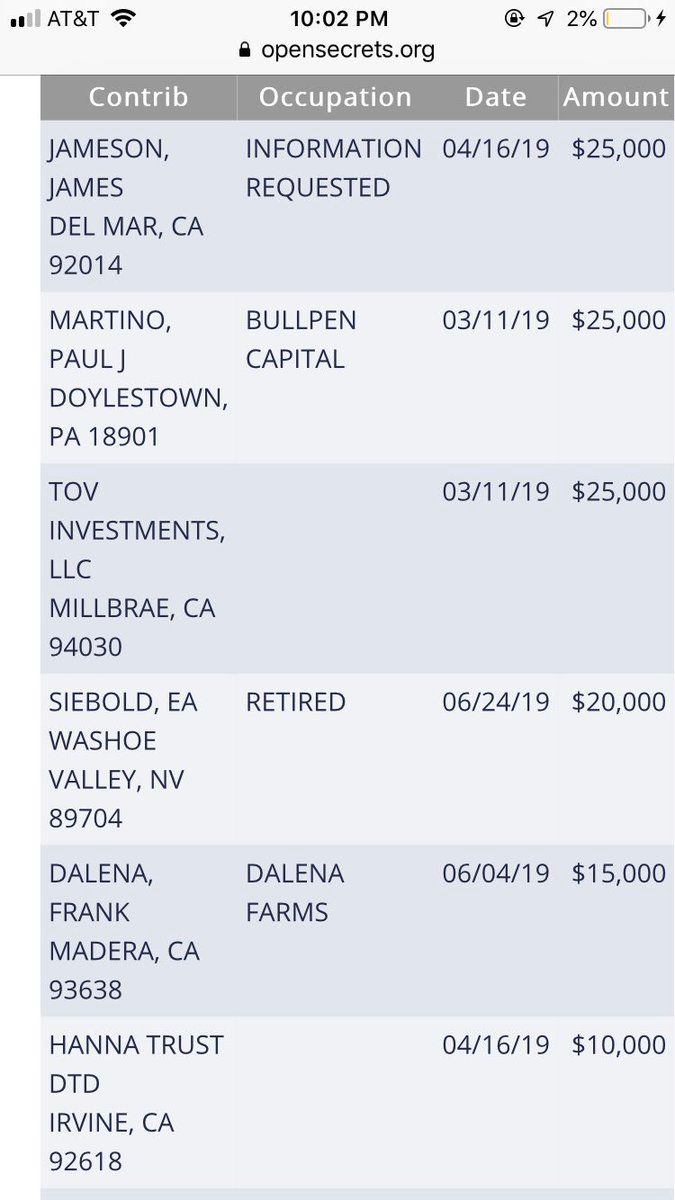 AT&T 10:02 PM 2%
opensecrets.org
Contrib Occupation Date Amount
JAMESON, INFORMATION 04/16/19 $25,000
JAMES REQUESTED
DEL MAR, CA
92014
MARTINO, BULLPEN 03/11/19 $25,000
PAUL J CAPITAL
DOYLESTOWN,
PA 18901
TOV 03/11/19 $25,000
INVESTMENTS,
LLC
MILLBRAE, CA
94030
SIEBOLD, EA RETIRED 06/24/19 $20,000
WASHOE
VALLEY, NV
89704
DALENA, DALENA 06/04/19 $15,000
FRANK FARMS
MADERA, CA
93638
HANNA TRUST 04/16/19 $10,000
DTD
IRVINE, CA
92618